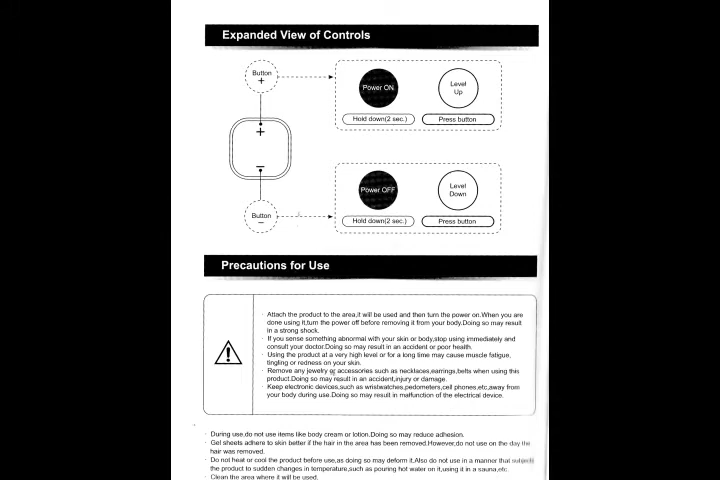 Expanded View of Controls
Button
+
Power ON
Level
Up
Hold down(2 sec.)
Press button
+
−
Power OFF
Level
Down
Button
−
Hold down(2 sec.)
Press button
Precautions for Use
· Attach the product to the area,it will be used and then turn the power on.When you are
done using it,turn the power off before removing it from your body.Doing so may result
in a strong shock.
· If you sense something abnormal with your skin or body,stop using immediately and
consult your doctor.Doing so may result in an accident or poor health.
· Using the product at a very high level or for a long time may cause muscle fatigue,
tingling or redness on your skin.
· Remove any jewelry or accessories such as necklaces,earrings,belts when using this
product.Doing so may result in an accident,injury or damage.
· Keep electronic devices,such as wristwatches,pedometers,cell phones,etc,away from
your body during use.Doing so may result in malfunction of the electrical device.
· During use,do not use items like body cream or lotion.Doing so may reduce adhesion.
· Gel sheets adhere to skin better if the hair in the area has been removed.However,do not use on the day the
hair was removed.
· Do not heat or cool the product before use,as doing so may deform it.Also do not use in a manner that subjects
the product to sudden changes in temperature,such as pouring hot water on it,using it in a sauna,etc.
· Clean the area where it will be used.